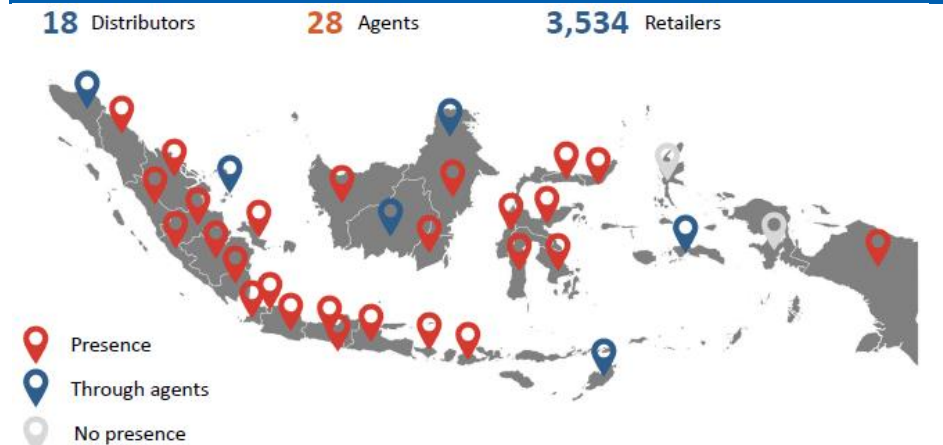 18 Distributors 28 Agents 3,534 Retailers
Presence
Through agents
No presence